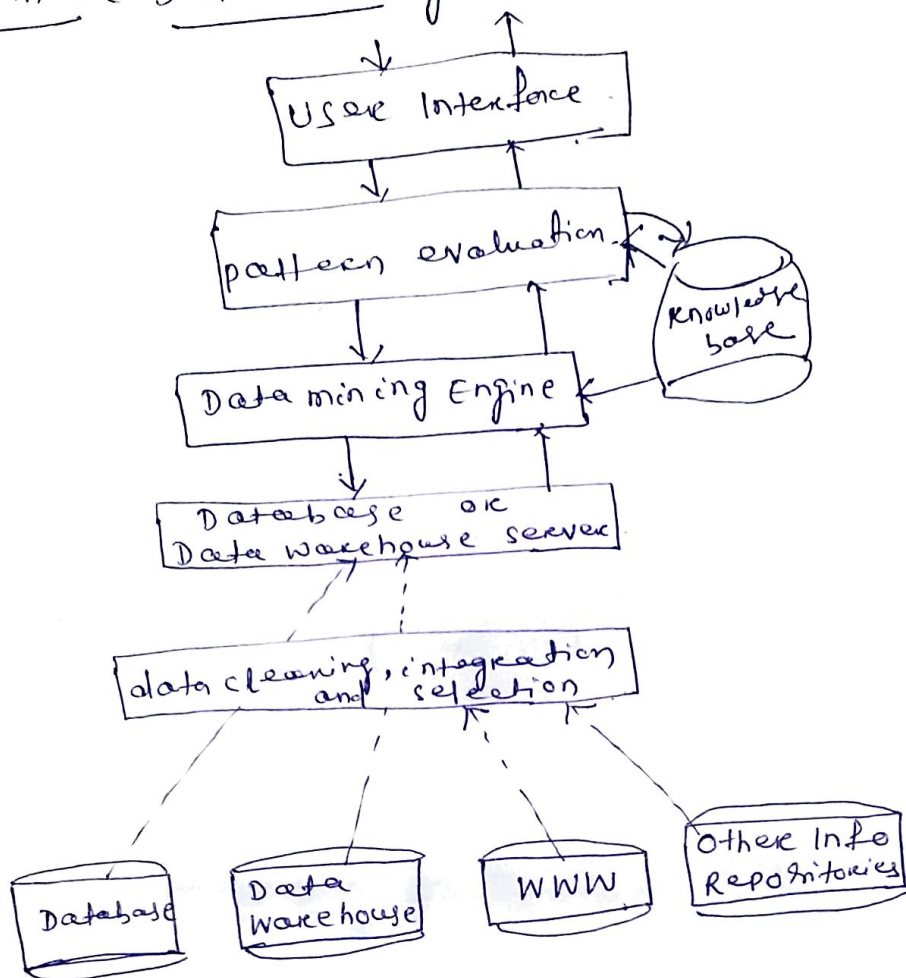 User Interface
pattern evaluation
Knowledge
base
Data mining Engine
Database or
Data warehouse server
data cleaning, integration
and selection
Database
Data
Warehouse
WWW
Other Info
Repositories